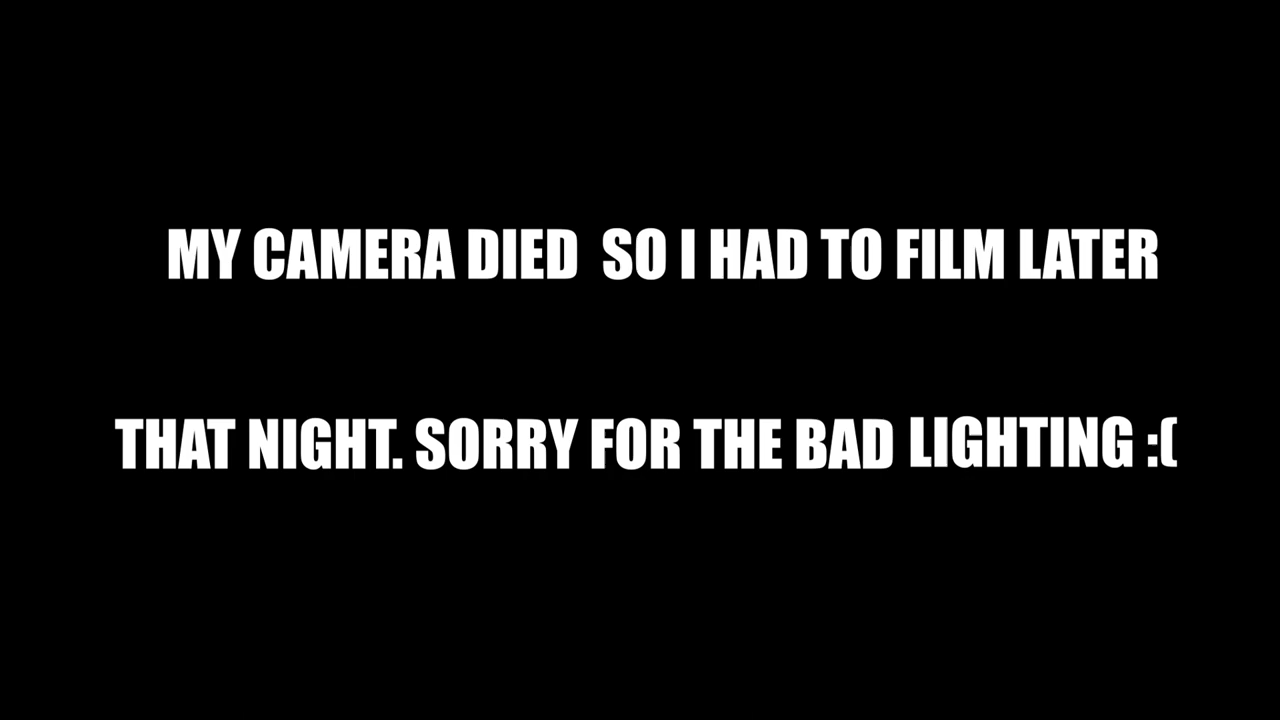 MY CAMERA DIED  SO I HAD TO FILM LATER
THAT NIGHT. SORRY FOR THE BAD LIGHTING :(